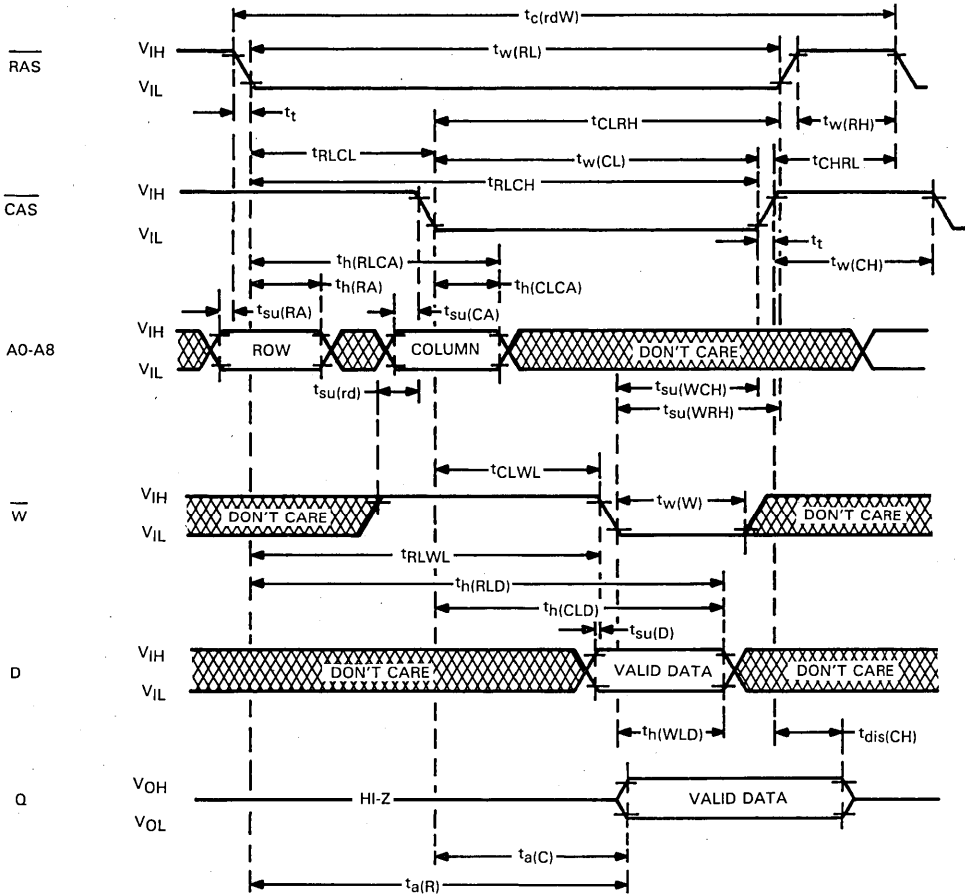 tc(rdW)
RAS
VIH
VIL
tw(RL)
tt
tCLRH
tw(RH)
tRLCL
tw(CL)
tCHRL
tRLCH
CAS
VIH
VIL
tt
th(RLCA)
tw(CH)
th(RA)
th(CLCA)
tsu(RA)
tsu(CA)
A0-A8
VIH
VIL
ROW
COLUMN
DON'T CARE
tsu(rd)
tsu(WCH)
tsu(WRH)
tCLWL
W
VIH
VIL
DON'T CARE
tw(W)
DON'T CARE
tRLWL
th(RLD)
th(CLD)
tsu(D)
D
VIH
VIL
DON'T CARE
VALID DATA
DON'T CARE
th(WLD)
tdis(CH)
Q
VOH
VOL
HI-Z
VALID DATA
ta(C)
ta(R)